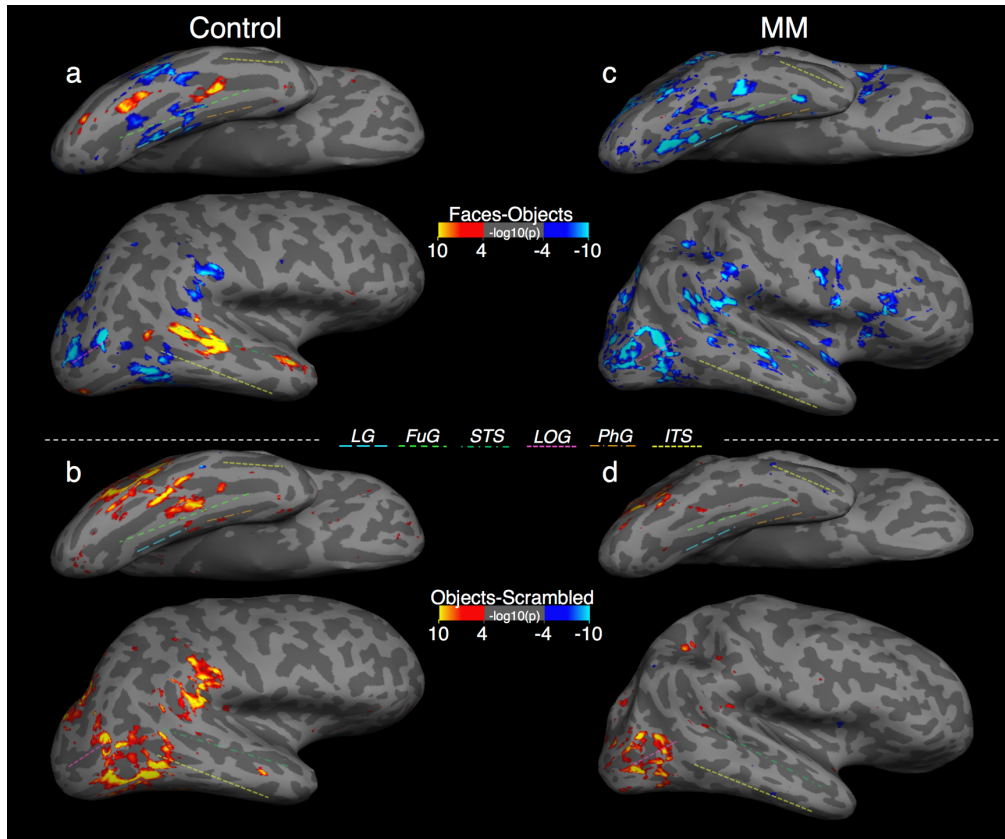 Control MM
a c
Faces-Objects
-log10(p)
10 4 -4 -10
LG FuG STS LOG PhG ITS
b d
Objects-Scrambled
-log10(p)
10 4 -4 -10